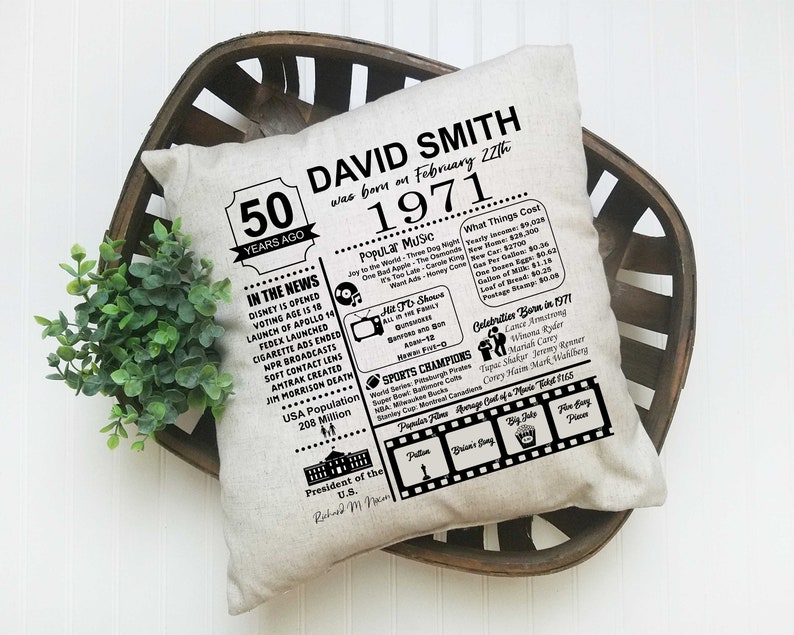 DAVID SMITH
was born on February 22th
1971
50
YEARS AGO
IN THE NEWS
DISNEY IS OPENED
VOTING AGE IS 18
LAUNCH OF APOLLO 14
FEDEX LAUNCHED
CIGARETTE ADS ENDED
NPR BROADCASTS
SOFT CONTACT LENS
AMTRAK CREATED
JIM MORRISON DEATH
USA Population
208 Million
President of the
U.S.
Richard M. Nixon
Popular Music
Joy to the World - Three Dog Night
One Bad Apple - The Osmonds
It's Too Late - Carole King
Want Ads - Honey Cone
Hit TV Shows
All in the Family
Gunsmokee
Sanford and Son
Adam-12
Hawaii Five-O
SPORTS CHAMPIONS
World Series: Pittsburgh Pirates
Super Bowl: Baltimore Colts
NBA: Milwaukee Bucks
Stanley Cup: Montreal Canadiens
What Things Cost
Yearly income: $9,028
New Home: $28,300
New Car: $2700
Gas Per Gallon: $0.36
One Dozen Eggs: $0.62
Gallon of Milk: $1.18
Loaf of Bread: $0.25
Postage Stamp: $0.08
Celebrities Born in 1971
Lance Armstrong
Winona Ryder
Mariah Carey
Tupac Shakur Jeremy Renner
Corey Haim Mark Wahlberg
Popular Films Average Cost of a Movie Ticket $1.65
Patton
Brian's Song
Big Jake
Five Easy
Pieces